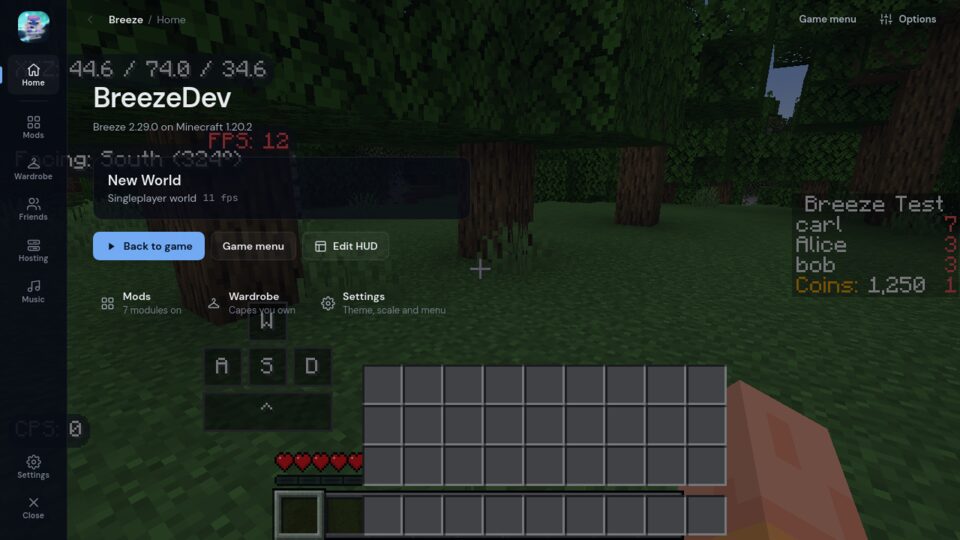 Breeze / Home
Game menu
Options
44.6 / 74.0 / 34.6
Home
BreezeDev
Breeze 2.29.0 on Minecraft 1.20.2
Mods
FPS: 12
Facing: South (324°)
Wardrobe
New World
Singleplayer world 11 fps
Friends
Breeze Test
carl 7
Alice 3
bob 3
Coins: 1,250 1
Back to game
Game menu
Edit HUD
Hosting
Music
Mods
7 modules on
Wardrobe
Capes you own
Settings
Theme, scale and menu
W
A S D
^
CPS: 0
Settings
Close